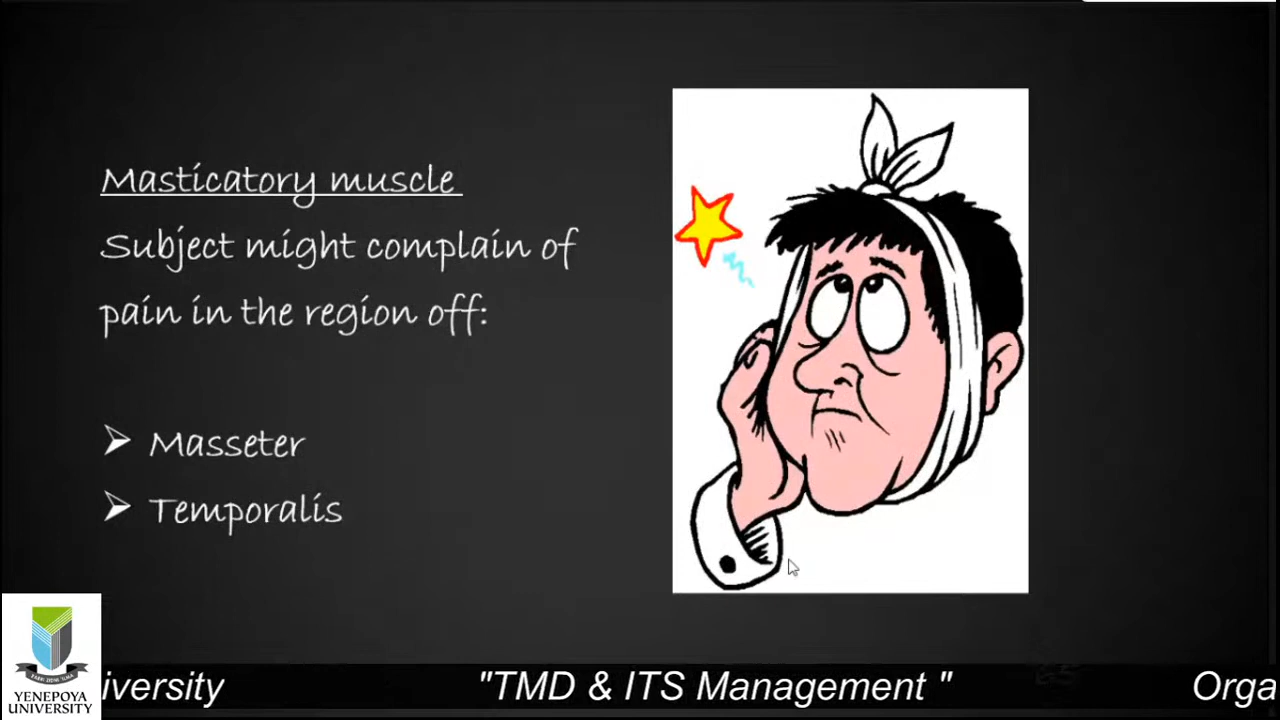 Masticatory muscle
Subject might complain of
pain in the region off:
Masseter
Temporalis
YENEPOYA
UNIVERSITY
iversity "TMD & ITS Management " Orga